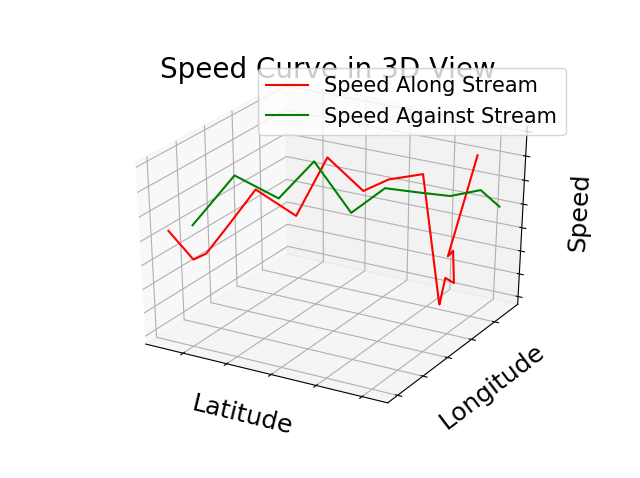 Speed Curve in 3D View
Speed Along Stream
Speed Against Stream
Speed
Longitude
Latitude